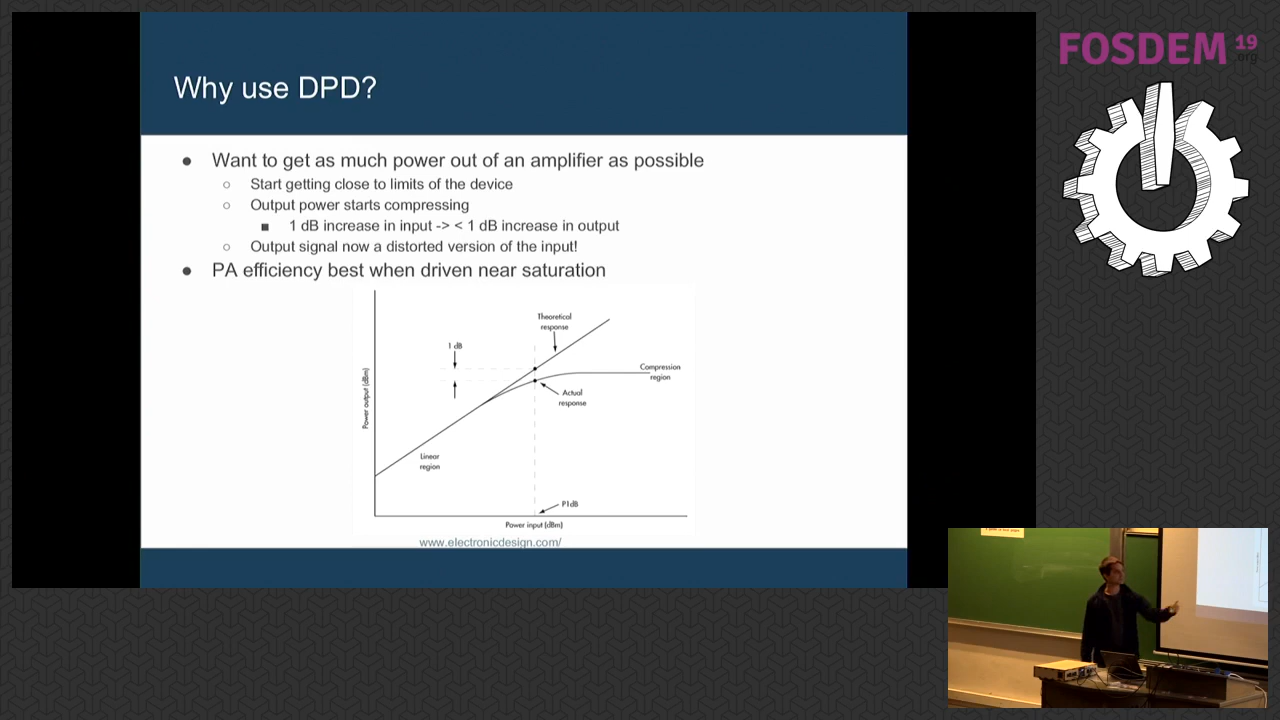 Why use DPD?
● Want to get as much power out of an amplifier as possible
○ Start getting close to limits of the device
○ Output power starts compressing
■ 1 dB increase in input -> < 1 dB increase in output
○ Output signal now a distorted version of the input!
● PA efficiency best when driven near saturation
Theoretical
response
1 dB
Compression
region
Actual
response
Power output (dBm)
Linear
region
P1dB
Power input (dBm)
www.electronicdesign.com/
FOSDEM 19
.org